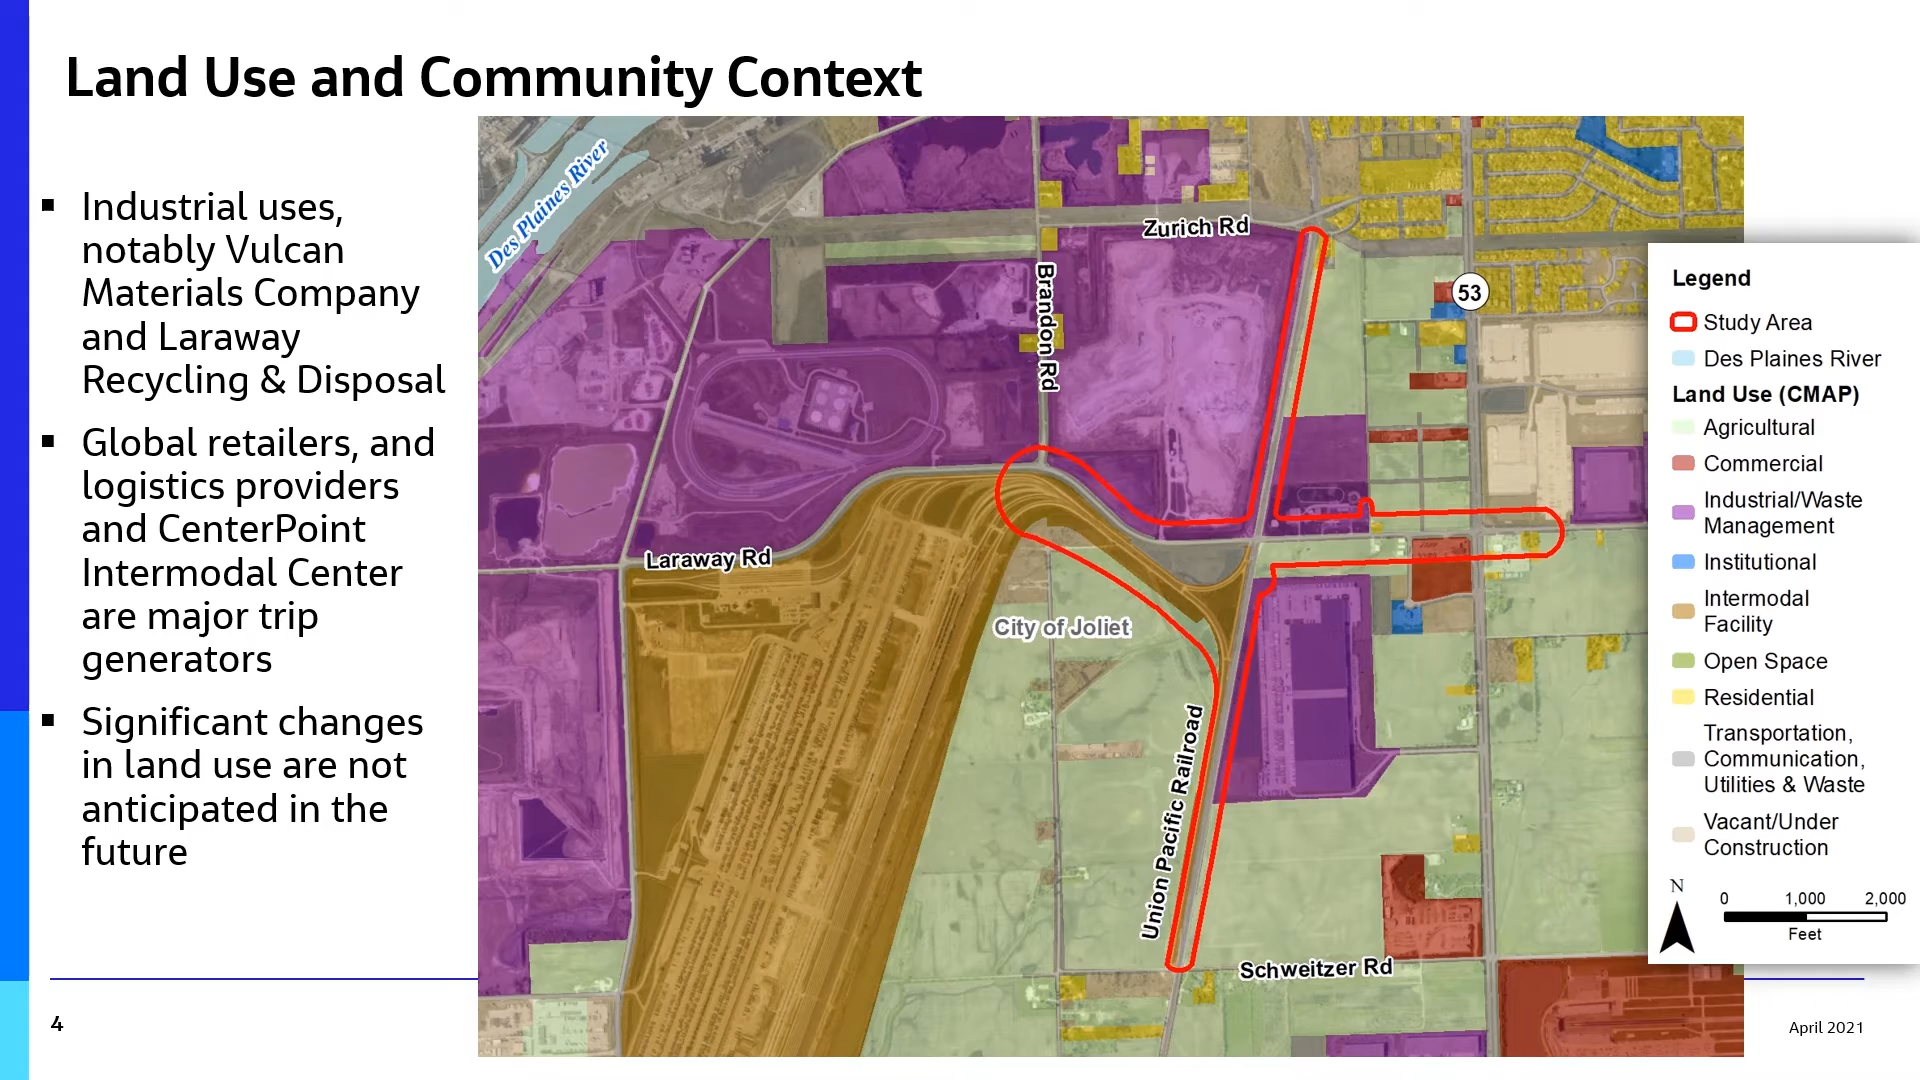 Land Use and Community Context
▪ Industrial uses,
notably Vulcan
Materials Company
and Laraway
Recycling & Disposal
▪ Global retailers, and
logistics providers
and CenterPoint
Intermodal Center
are major trip
generators
▪ Significant changes
in land use are not
anticipated in the
future
Des Plaines River
Zurich Rd
Brandon Rd
53
Laraway Rd
City of Joliet
Union Pacific Railroad
Schweitzer Rd
Legend
Study Area
Des Plaines River
Land Use (CMAP)
Agricultural
Commercial
Industrial/Waste
Management
Institutional
Intermodal
Facility
Open Space
Residential
Transportation,
Communication,
Utilities & Waste
Vacant/Under
Construction
N
0 1,000 2,000
Feet
4
April 2021